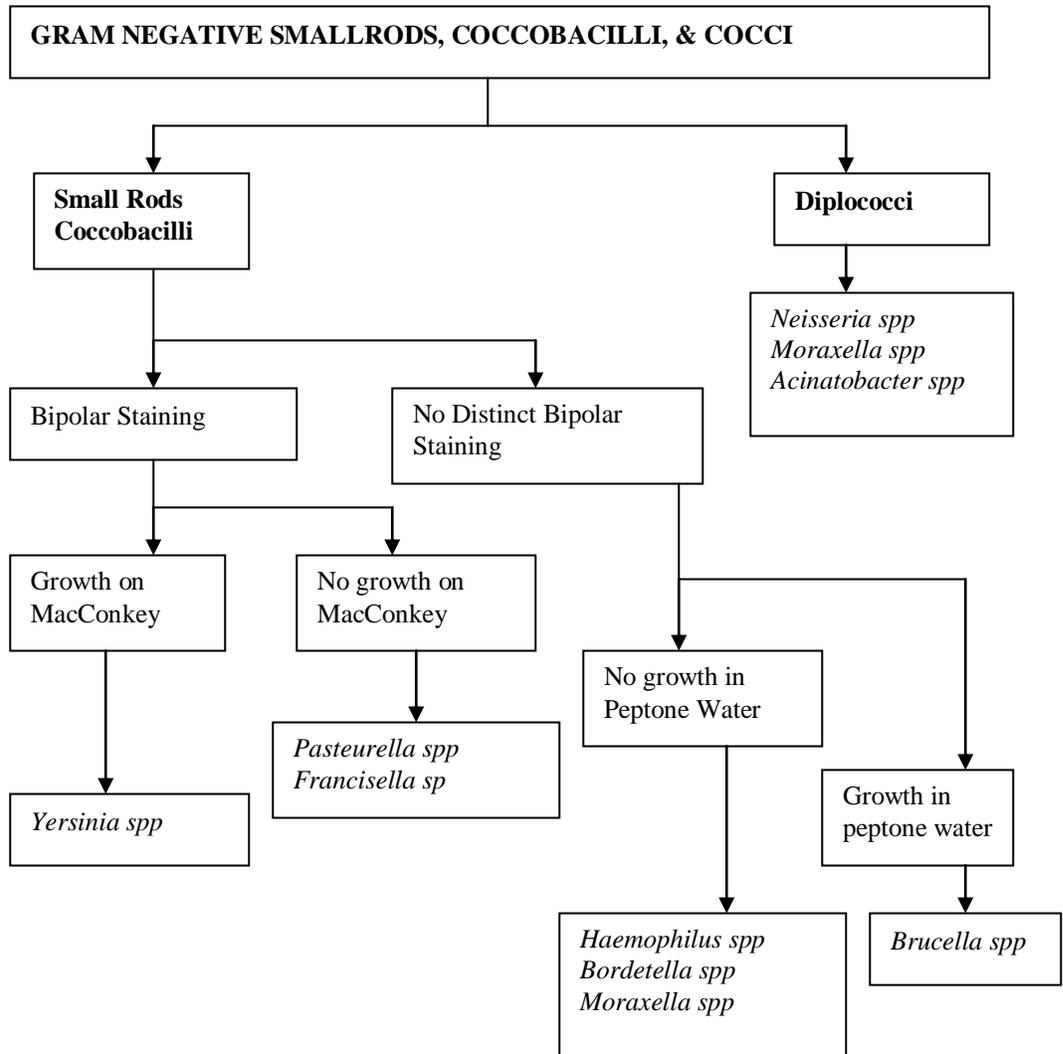 GRAM NEGATIVE SMALLRODS, COCCOBACILLI, & COCCI
Small Rods
Coccobacilli
Diplococci
Neisseria spp
Moraxella spp
Acinatobacter spp
Bipolar Staining
No Distinct Bipolar
Staining
Growth on
MacConkey
No growth on
MacConkey
No growth in
Peptone Water
Pasteurella spp
Francisella sp
Growth in
peptone water
Yersinia spp
Haemophilus spp
Bordetella spp
Moraxella spp
Brucella spp